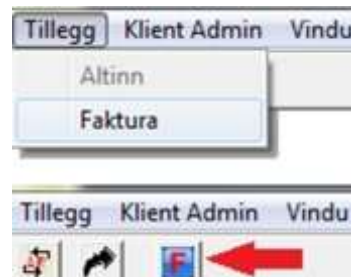 Tillegg Klient Admin Vindu
Altinn
Faktura
Tillegg Klient Admin Vindu
F